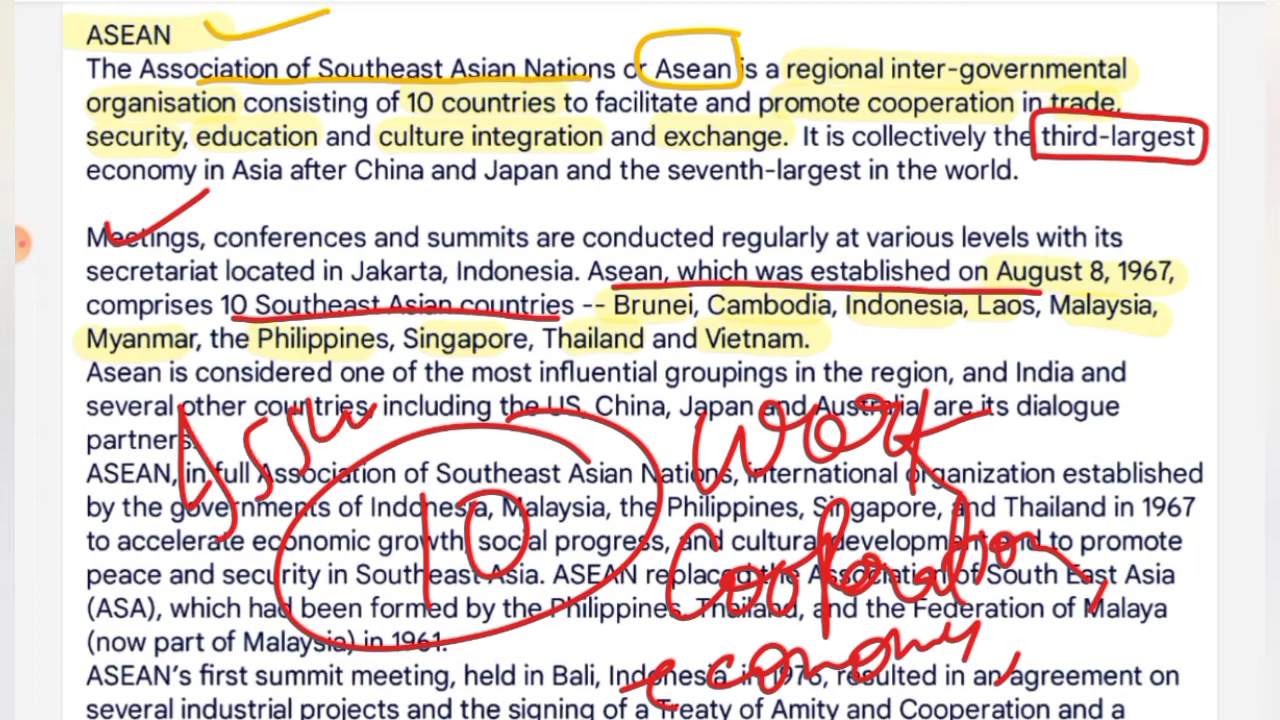 ASEAN
The Association of Southeast Asian Nations or Asean is a regional inter-governmental
organisation consisting of 10 countries to facilitate and promote cooperation in trade,
security, education and culture integration and exchange. It is collectively the third-largest
economy in Asia after China and Japan and the seventh-largest in the world.
Meetings, conferences and summits are conducted regularly at various levels with its
secretariat located in Jakarta, Indonesia. Asean, which was established on August 8, 1967,
comprises 10 Southeast Asian countries -- Brunei, Cambodia, Indonesia, Laos, Malaysia,
Myanmar, the Philippines, Singapore, Thailand and Vietnam.
Asean is considered one of the most influential groupings in the region, and India and
several other countries, including the US, China, Japan and Australia, are its dialogue
partners.
work
ASEAN, in full Association of Southeast Asian Nations, international organization established
by the governments of Indonesia, Malaysia, the Philippines, Singapore, and Thailand in 1967
10
to accelerate economic growth, social progress, and cultural development and to promote
peace and security in Southeast Asia. ASEAN replaced the Association of South East Asia
Cooperation,
(ASA), which had been formed by the Philippines, Thailand, and the Federation of Malaya
(now part of Malaysia) in 1961.
economy,
ASEAN's first summit meeting, held in Bali, Indonesia, in 1976, resulted in an agreement on
several industrial projects and the signing of a Treaty of Amity and Cooperation and a